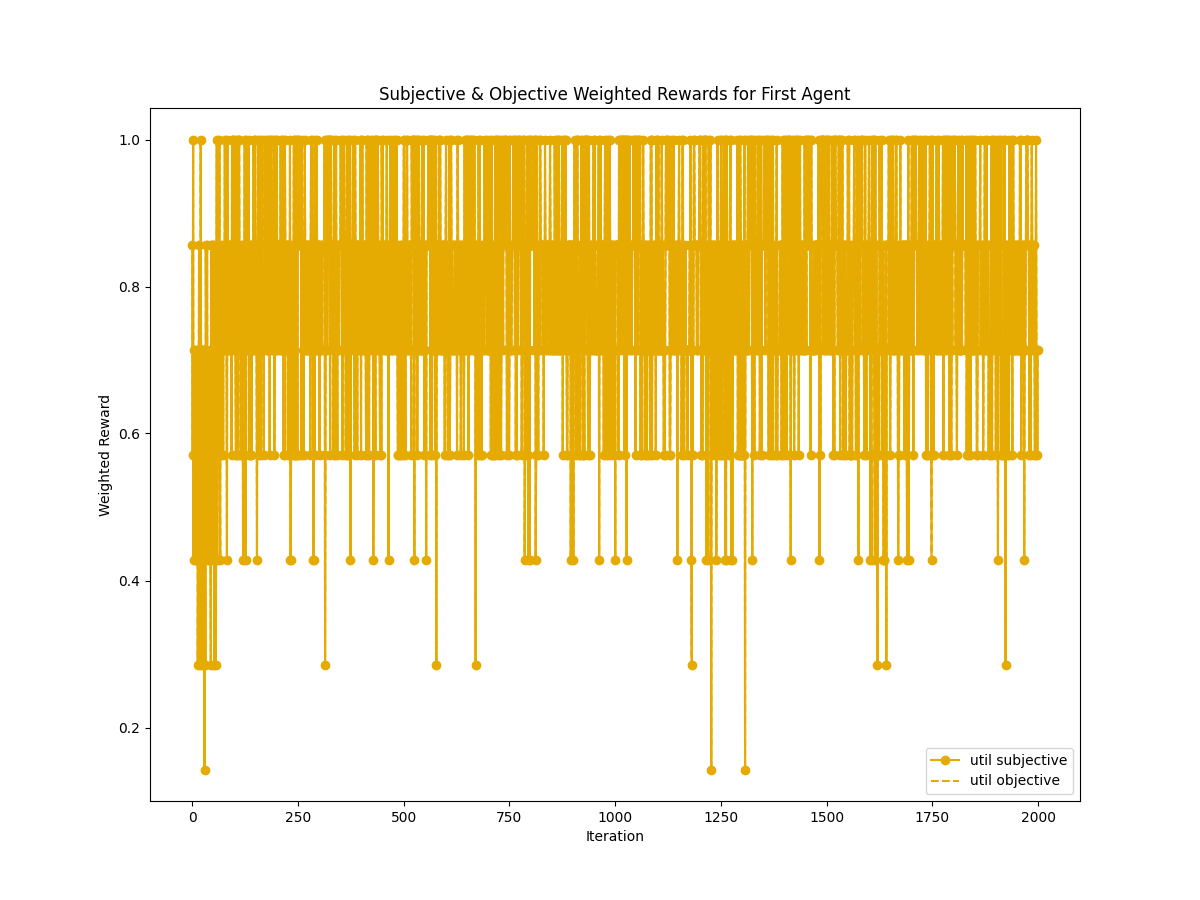 Subjective & Objective Weighted Rewards for First Agent
1.0
0.8
0.6
0.4
0.2
Weighted Reward
util subjective
util objective
0 250 500 750 1000 1250 1500 1750 2000
Iteration